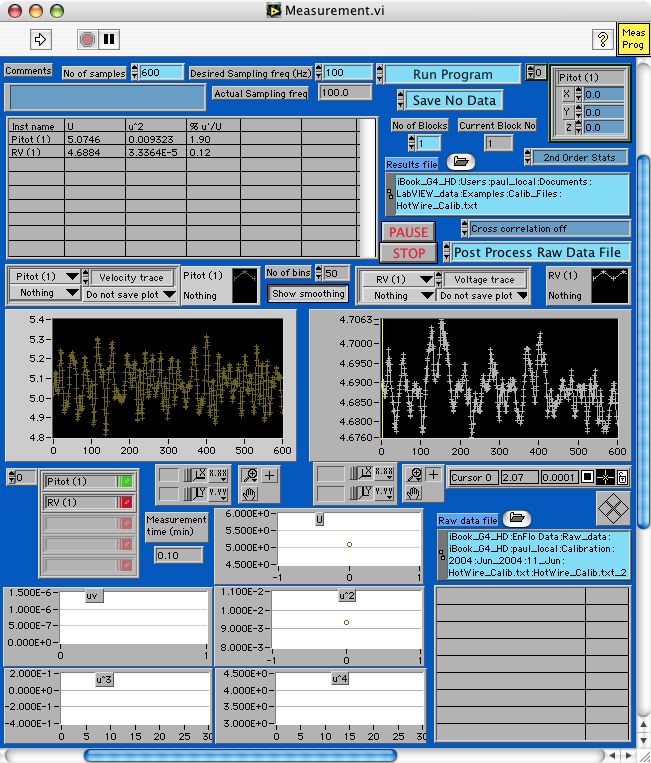 Measurement.vi
?
Meas
Prog
Comments
No of samples 600 Desired Sampling freq (Hz) 100 Run Program 0
Pitot (1)
X 0.0
Y 0.0
Z 0.0
Actual Sampling freq 100.0 Save No Data
Inst name U u^2 % u'/U
Pitot (1) 5.0746 0.009323 1.90
RV (1) 4.6884 3.3364E-5 0.12
No of Blocks Current Block No
1 1
2nd Order Stats
Results file
iBook_G4_HD:Users:paul_local:Documents:
LabVIEW_data:Examples:Calib_Files:
HotWire_Calib.txt
PAUSE Cross correlation off
STOP Post Process Raw Data File
Pitot (1) Velocity trace
Nothing Do not save plot
Pitot (1)
Nothing
No of bins 50
Show smoothing
RV (1) Voltage trace
Nothing Do not save plot
RV (1)
Nothing
5.4
5.3
5.2
5.1
5.0
4.9
4.8
0 100 200 300 400 500 600
4.7063
4.7000
4.6950
4.6900
4.6850
4.6800
4.6760
0 100 200 300 400 500 600
0
Pitot (1)
RV (1)
X X.XX
Y Y.YY
X X.XX
Y Y.YY
Cursor 0 2.07 0.0001
Measurement
time (min)
0.10
U
6.000E+0
5.500E+0
5.000E+0
4.500E+0
-1 0 1
Raw data file
iBook_G4_HD:EnFlo Data:Raw_data:
iBook_G4_HD:paul_local:Calibration:
2004:Jun_2004:11_Jun:
HotWire_Calib.txt:HotWire_Calib.txt_2
uv
1.500E-6
1.000E-6
5.000E-7
0.000E+0
0 1
u^2
1.100E-2
1.000E-2
9.000E-3
8.000E-3
-1 0 1
u^3
2.000E-1
0.000E+0
-2.000E-1
-4.000E-1
0 5 10 15 20 25 30
u^4
4.500E+0
4.000E+0
3.500E+0
3.000E+0
0 5 10 15 20 25 30